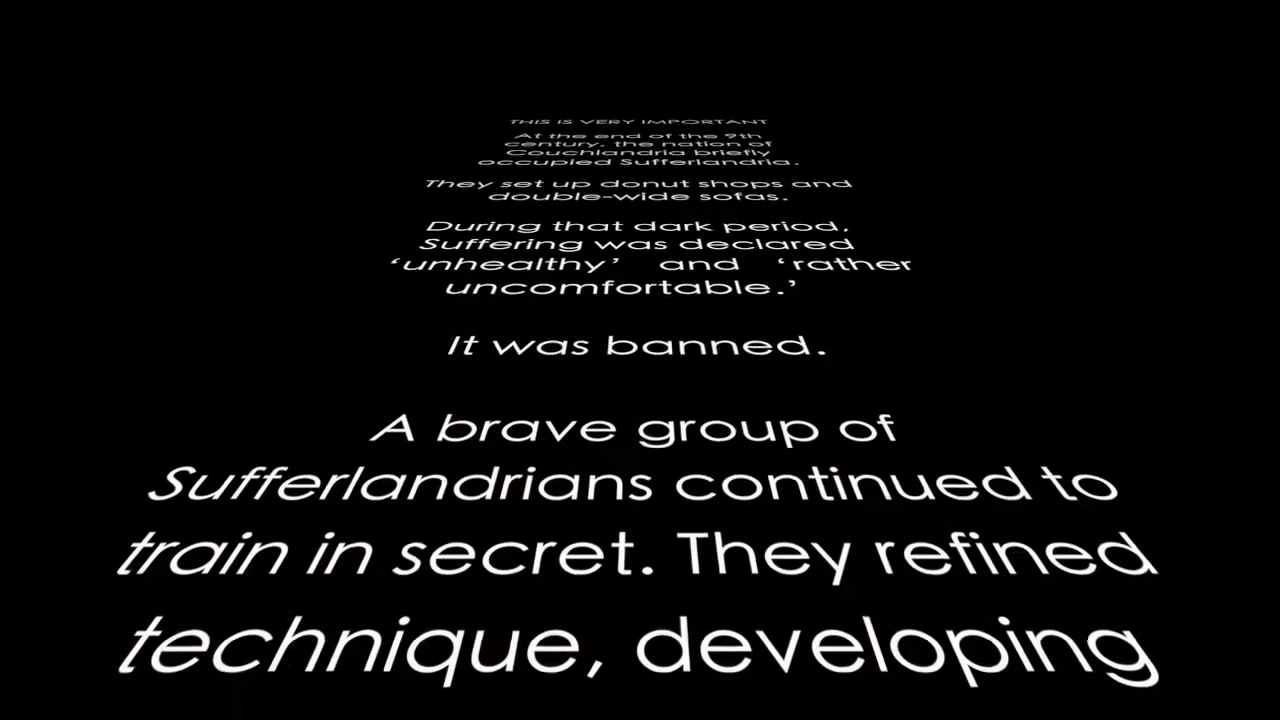 THIS IS VERY IMPORTANT
At the end of the 9th
century, the nation of
Couchlandria briefly
occupied Sufferlandria.
They set up donut shops and
double-wide sofas.
During that dark period,
Suffering was declared
‘unhealthy’ and ‘rather
uncomfortable.’
It was banned.
A brave group of
Sufferlandrians continued to
train in secret. They refined
technique, developing